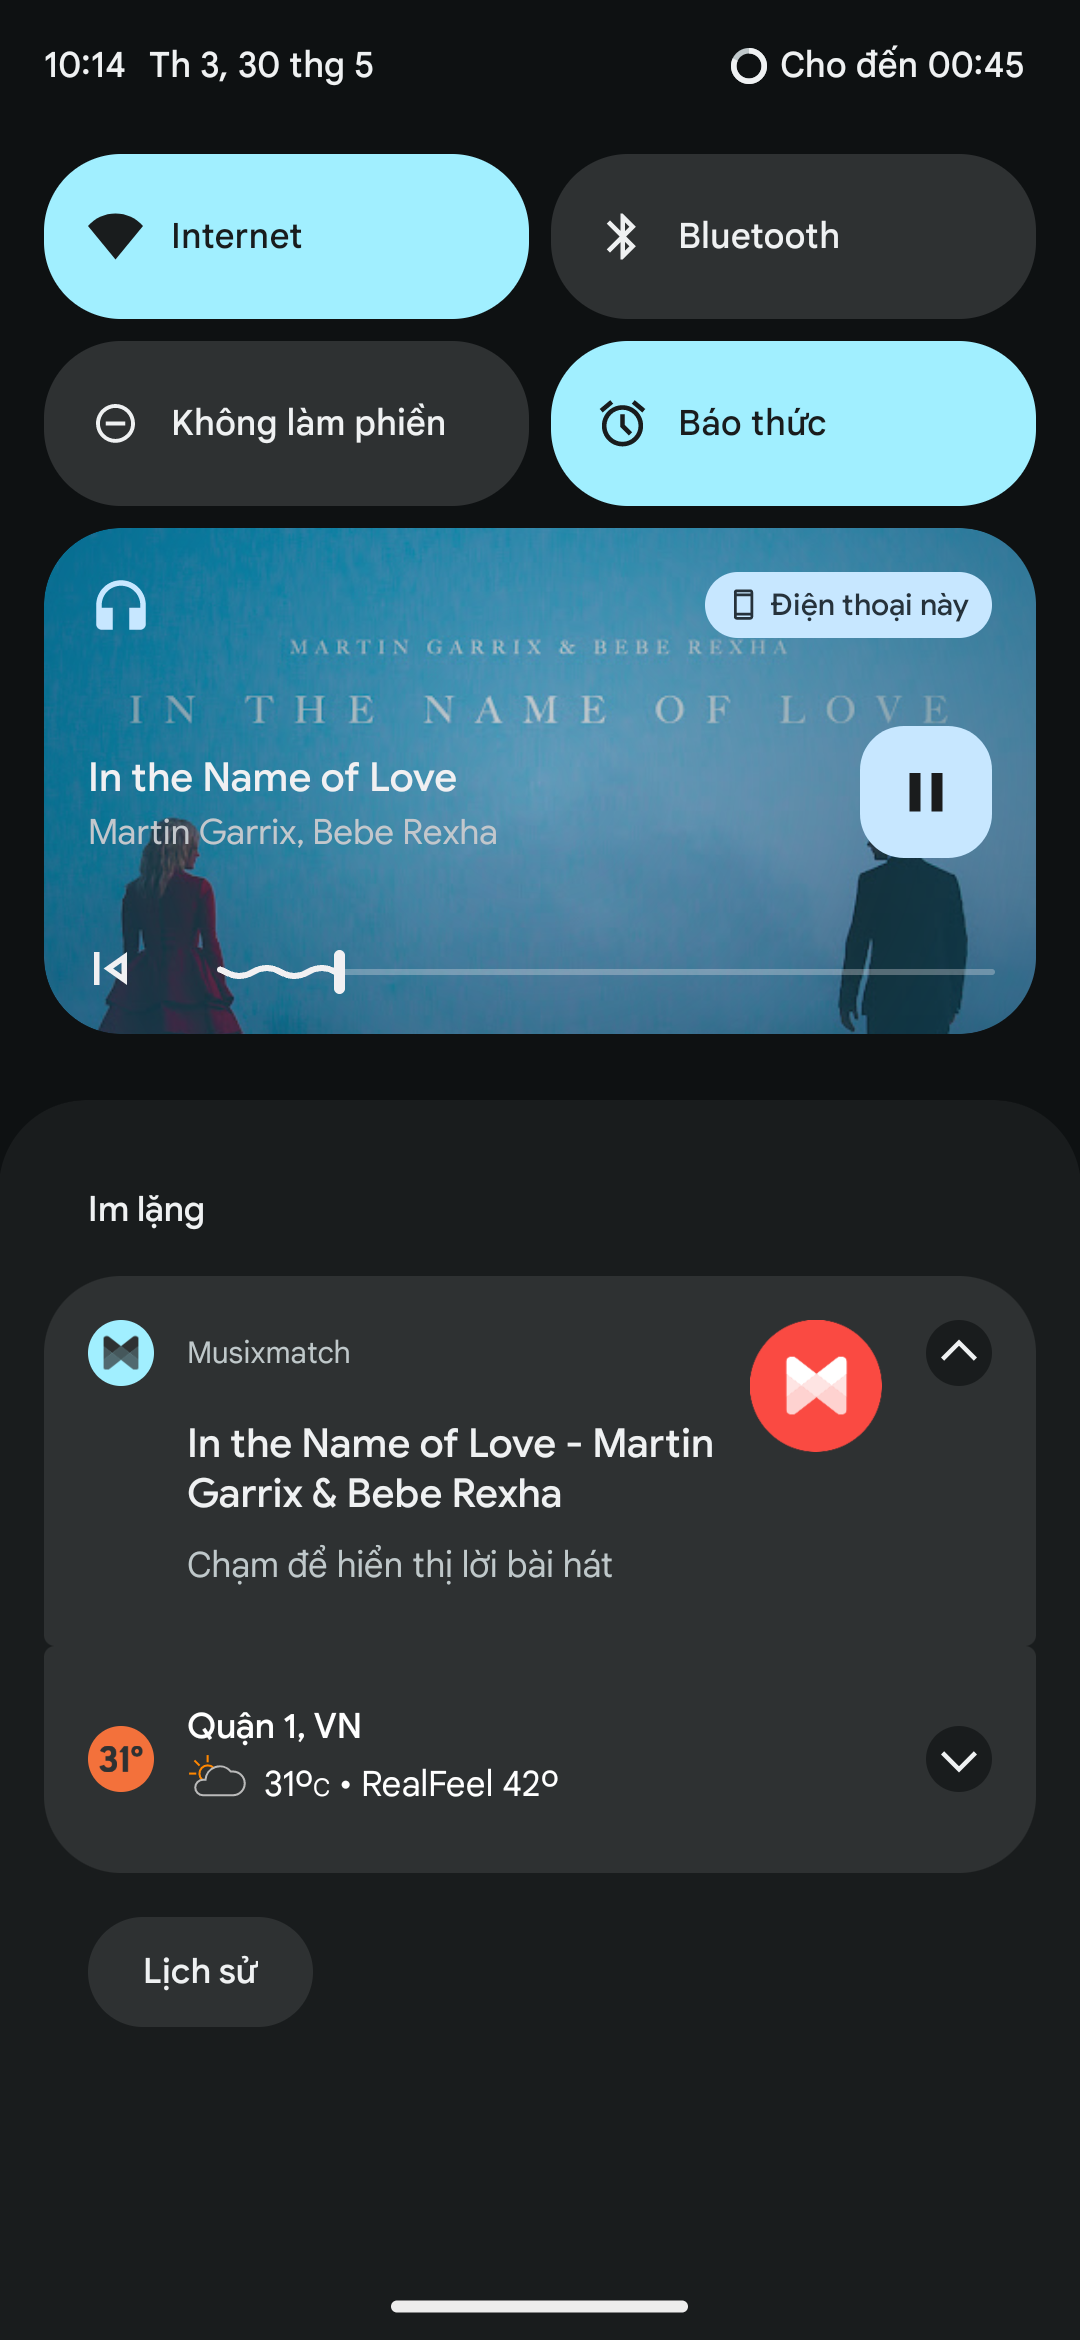 10:14 Th 3, 30 thg 5
Cho đến 00:45
Internet
Bluetooth
Không làm phiền
Báo thức
Điện thoại này
MARTIN GARRIX & BEBE REXHA
IN THE NAME OF LOVE
In the Name of Love
Martin Garrix, Bebe Rexha
Im lặng
Musixmatch
In the Name of Love - Martin
Garrix & Bebe Rexha
Chạm để hiển thị lời bài hát
31°
Quận 1, VN
31ºC • RealFeel 42º
Lịch sử